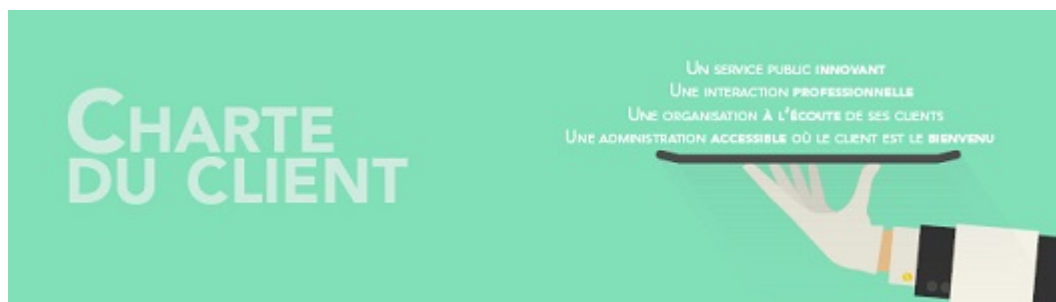 Charte
du client
Un service public innovant
Une interaction professionnelle
Une organisation à l'écoute de ses clients
Une administration accessible où le client est le bienvenu